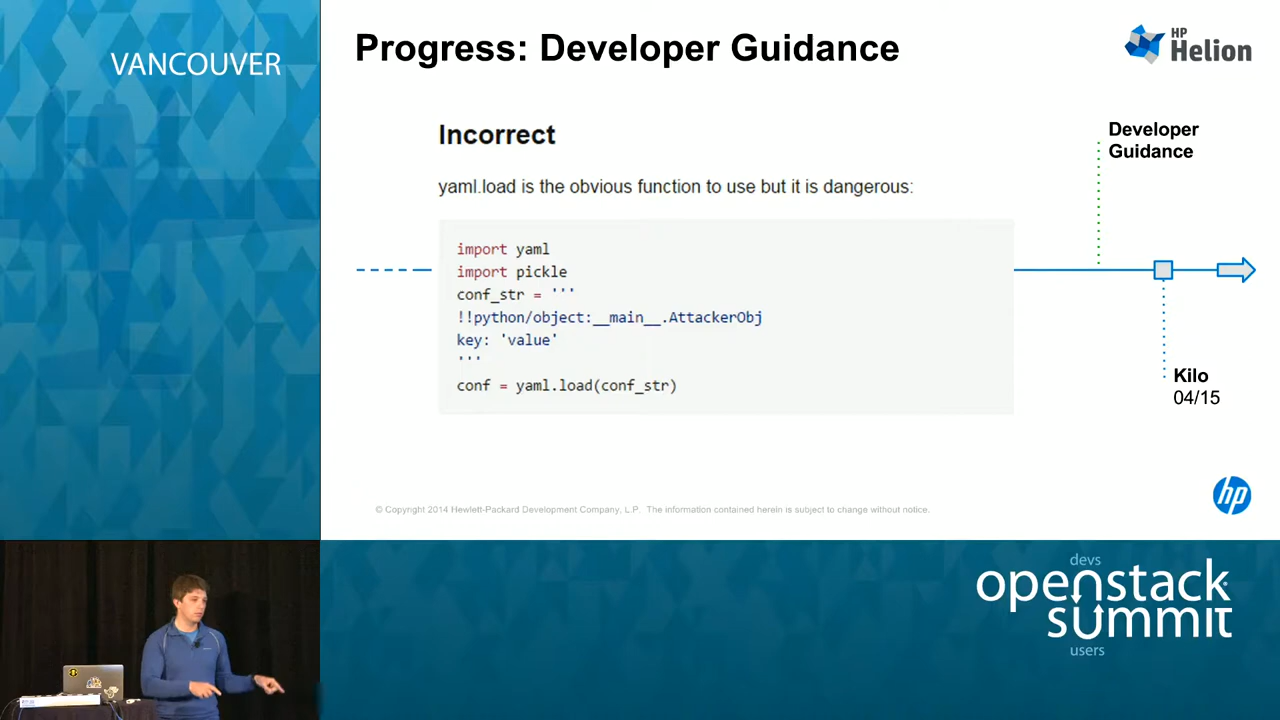 VANCOUVER
Progress: Developer Guidance
HP
Helion
Incorrect
yaml.load is the obvious function to use but it is dangerous:
import yaml
import pickle
conf_str = '''
!!python/object:__main__.AttackerObj
key: 'value'
'''
conf = yaml.load(conf_str)
Developer
Guidance
Kilo
04/15
© Copyright 2014 Hewlett-Packard Development Company, L.P. The information contained herein is subject to change without notice.
hp
devs
openstack
summit
users